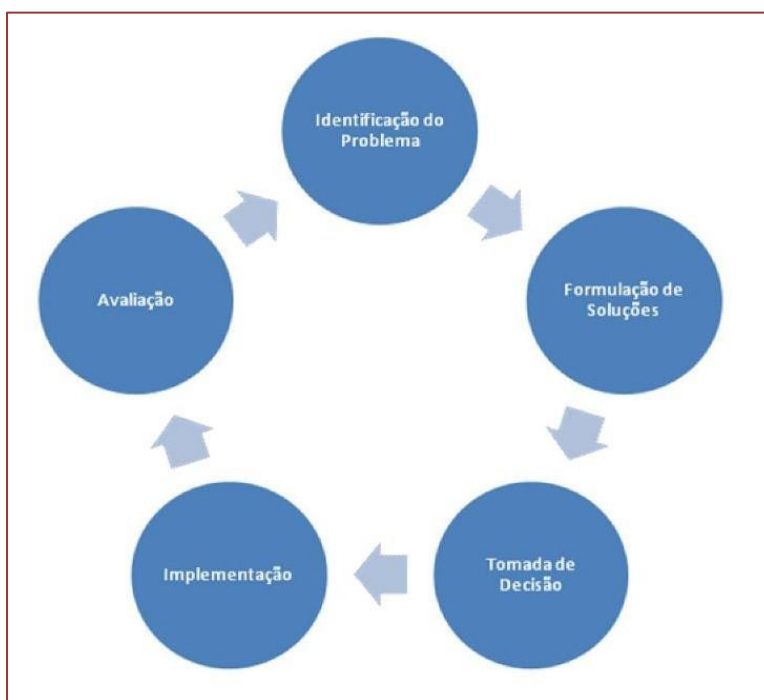 Identificação do
Problema
Formulação de
Soluções
Tomada de
Decisão
Implementação
Avaliação